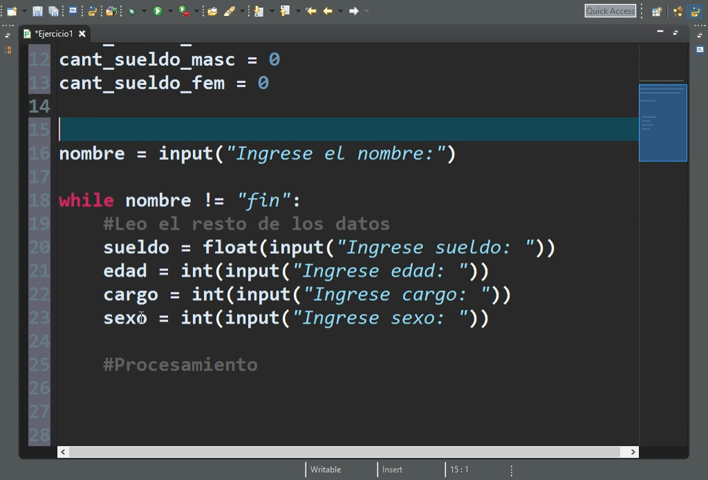 Quick Access
*Ejercicio1
12 cant_sueldo_masc = 0
13 cant_sueldo_fem = 0
14
15
16 nombre = input("Ingrese el nombre:")
17
18 while nombre != "fin":
19 #Leo el resto de los datos
20 sueldo = float(input("Ingrese sueldo: "))
21 edad = int(input("Ingrese edad: "))
22 cargo = int(input("Ingrese cargo: "))
23 sexo = int(input("Ingrese sexo: "))
24
25 #Procesamiento
26
27
28
Writable Insert 15:1